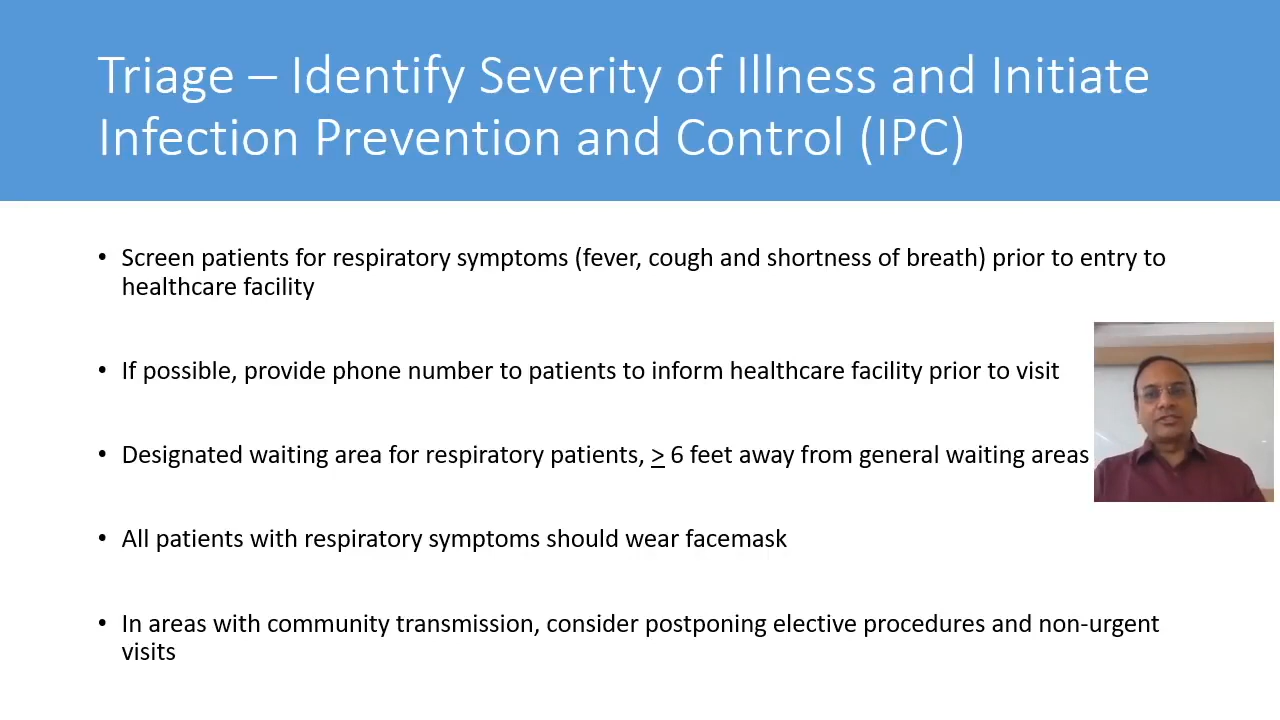 Triage – Identify Severity of Illness and Initiate
Infection Prevention and Control (IPC)
• Screen patients for respiratory symptoms (fever, cough and shortness of breath) prior to entry to
healthcare facility
• If possible, provide phone number to patients to inform healthcare facility prior to visit
• Designated waiting area for respiratory patients, > 6 feet away from general waiting areas
• All patients with respiratory symptoms should wear facemask
• In areas with community transmission, consider postponing elective procedures and non-urgent
visits